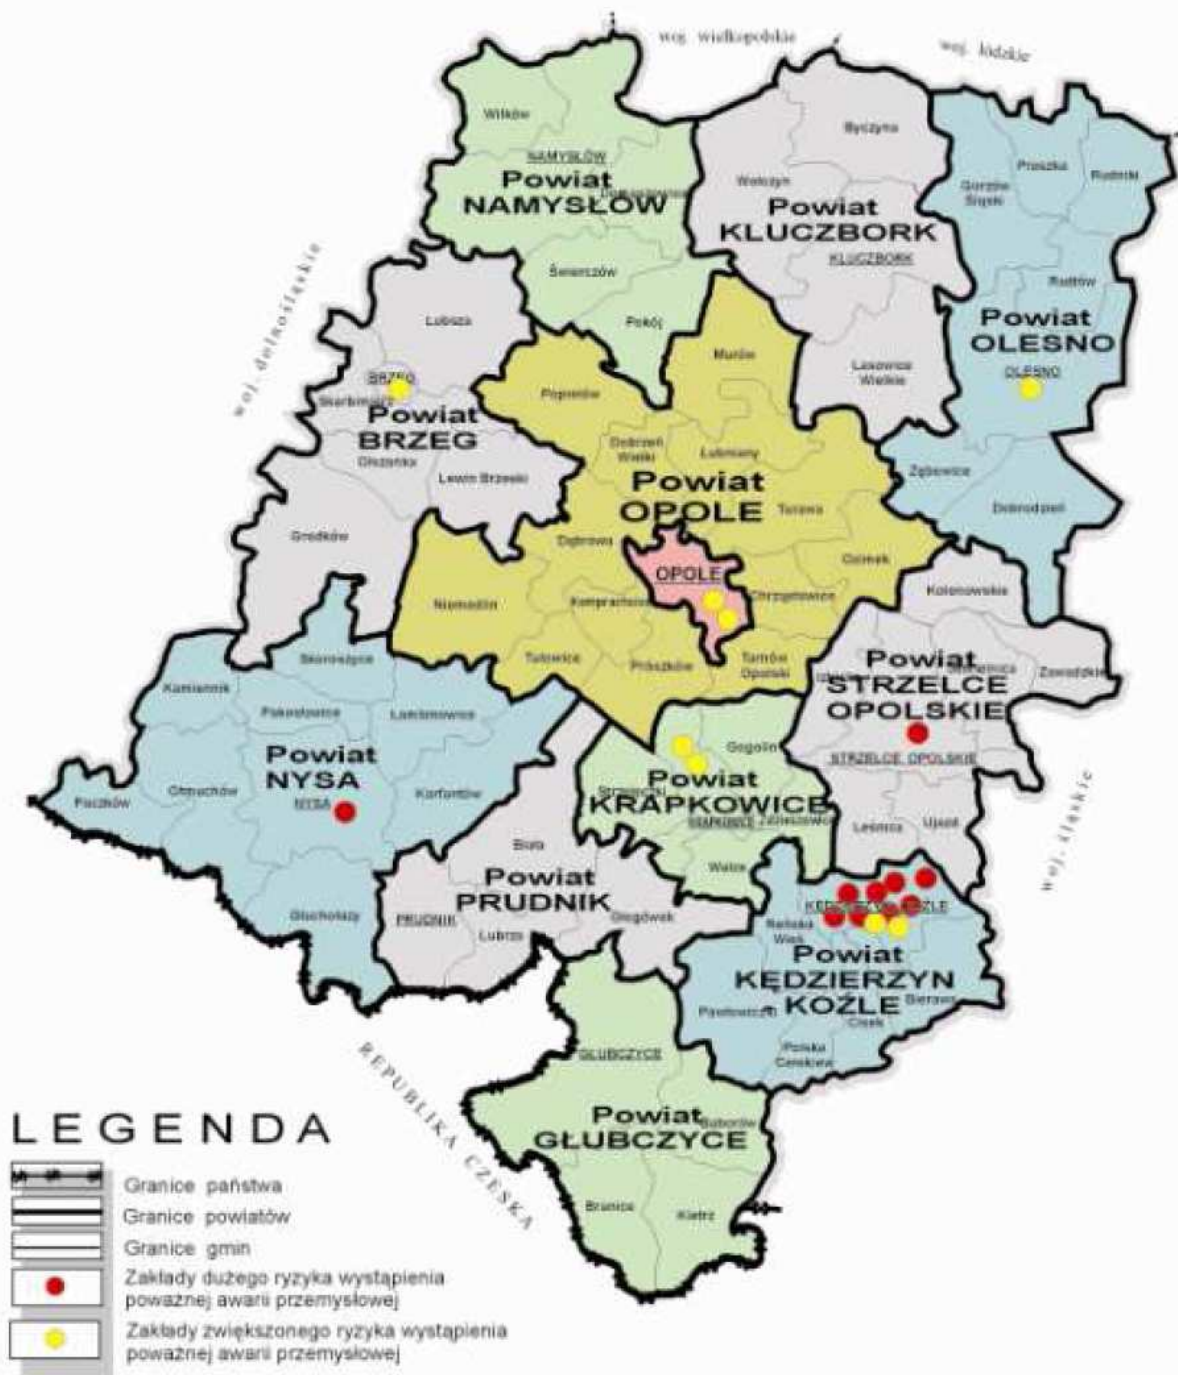 woj. wielkopolskie
woj. łódzkie
Wilków
NAMYSŁÓW
Powiat
NAMYSŁÓW
Świerczów
Pokój
Byczyna
Wołczyn
Powiat
KLUCZBORK
KLUCZBORK
Lasowice
Wielkie
Praszka
Rudniki
Gorzów
Śląski
Radłów
Powiat
OLESNO
OLESNO
Zębowice
Dobrodzień
woj. dolnośląskie
Lubsza
BRZEG
Skarbimierz
Powiat
BRZEG
Olszanka
Lewin Brzeski
Grodków
Murów
Popielów
Dobrzeń
Wielki
Łubniany
Powiat
OPOLE
Turawa
Dąbrowa
Ozimek
OPOLE
Chrząstowice
Niemodlin
Komprachcice
Tułowice
Prószków
Tarnów
Opolski
Kolonowskie
Powiat
Zawadzkie
STRZELCE
OPOLSKIE
STRZELCE OPOLSKIE
Leśnica
Ujazd
woj. śląskie
Skoroszyce
Kamiennik
Pakosławice
Łambinowice
Powiat
NYSA
NYSA
Paczków
Otmuchów
Korfantów
Głuchołazy
Gogolin
Powiat
Strzeleczki
KRAPKOWICE
KRAPKOWICE
Zdzieszowice
Walce
Biała
Powiat
PRUDNIK
PRUDNIK
Lubrza
Głogówek
KĘDZIERZYN KOŹLE
Reńska
Wieś
Powiat
KĘDZIERZYN
- KOŹLE
Bierawa
Pawłowiczki
Cisek
Polska
Cerekiew
GŁUBCZYCE
Powiat
Baborów
GŁUBCZYCE
Branice
Kietrz
REPUBLIKA CZESKA
LEGENDA
Granice państwa
Granice powiatów
Granice gmin
Zakłady dużego ryzyka wystąpienia
poważnej awarii przemysłowej
Zakłady zwiększonego ryzyka wystąpienia
poważnej awarii przemysłowej